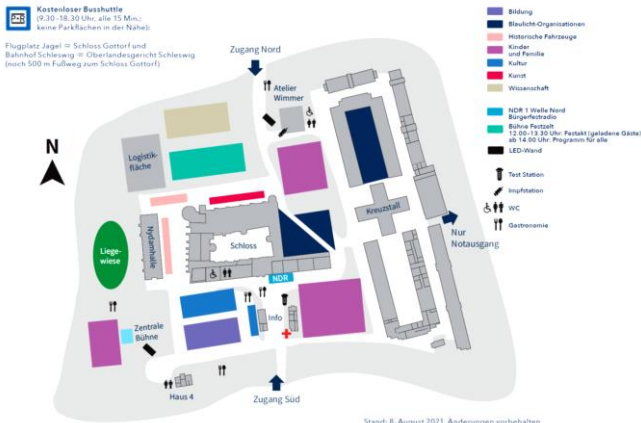 Kostenloser Busshuttle
(9.30-18.30 Uhr, alle 15 Min.;
keine Parkflächen in der Nähe):
Flugplatz Jagel = Schloss Gottorf und
Bahnhof Schleswig = Oberlandesgericht Schleswig
(noch 500 m Fußweg zum Schloss Gottorf)
Zugang Nord
Atelier
Wimmer
N
Logistik-
fläche
Nydamhalle
Liege-
wiese
Schloss
Kreuzstall
Nur
Notausgang
NDR
Info
Zentrale
Bühne
Haus 4
Zugang Süd
Bildung
Blaulicht-Organisationen
Historische Fahrzeuge
Kinder
und Familie
Kultur
Kunst
Wissenschaft
NDR 1 Welle Nord
Bürgerfestradio
Bühne Festzelt
12.00-13.30 Uhr: Festakt (geladene Gäste)
ab 14.00 Uhr: Programm für alle
LED-Wand
Test Station
Impfstation
WC
Gastronomie
Stand: 6. August 2021, Änderungen vorbehalten